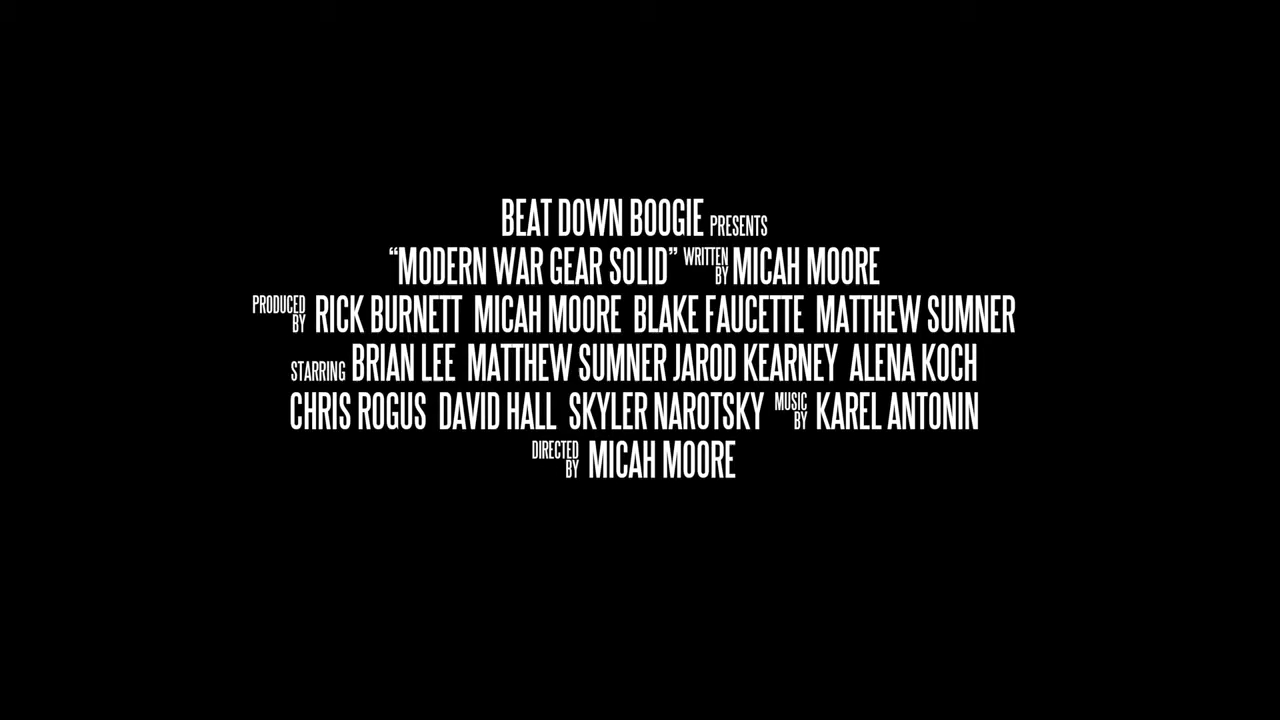 BEAT DOWN BOOGIE PRESENTS
“MODERN WAR GEAR SOLID” WRITTEN BY MICAH MOORE
PRODUCED BY RICK BURNETT MICAH MOORE BLAKE FAUCETTE MATTHEW SUMNER
STARRING BRIAN LEE MATTHEW SUMNER JAROD KEARNEY ALENA KOCH
CHRIS ROGUS DAVID HALL SKYLER NAROTSKY MUSIC BY KAREL ANTONIN
DIRECTED BY MICAH MOORE